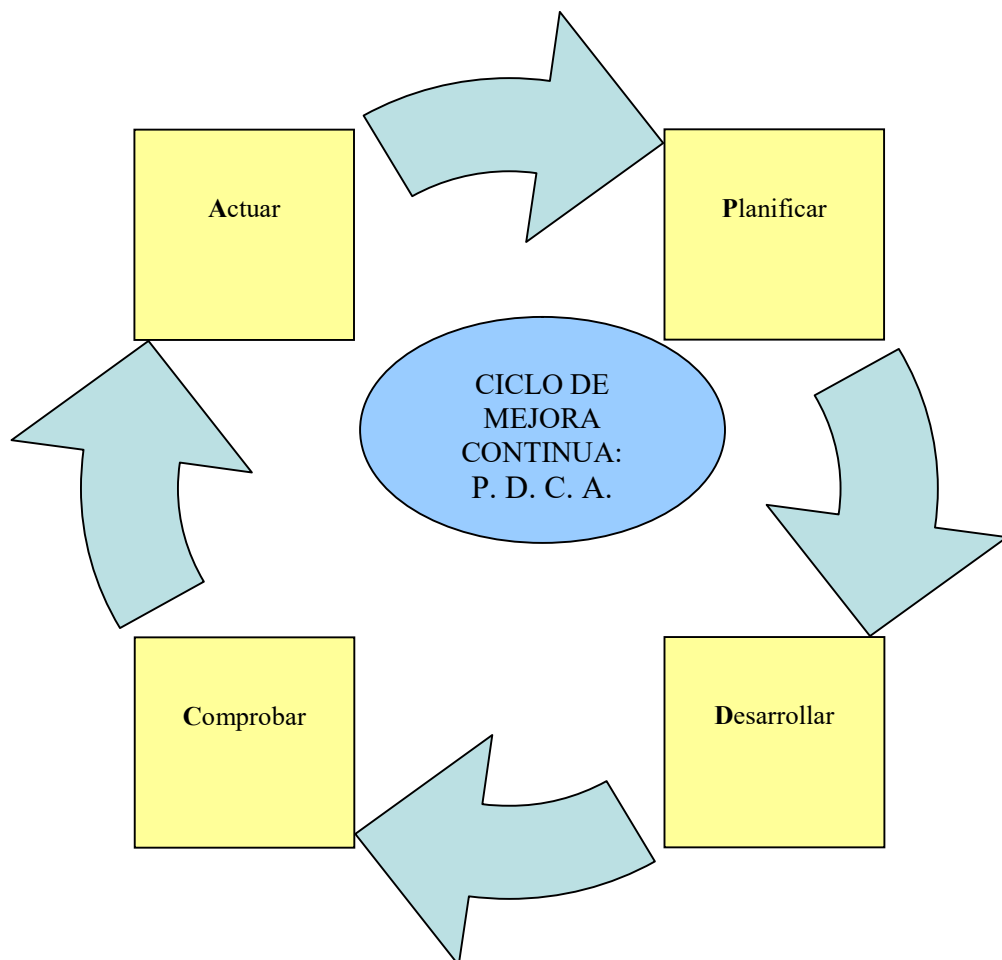 Actuar
Planificar
CICLO DE
MEJORA
CONTINUA:
P. D. C. A.
Comprobar
Desarrollar